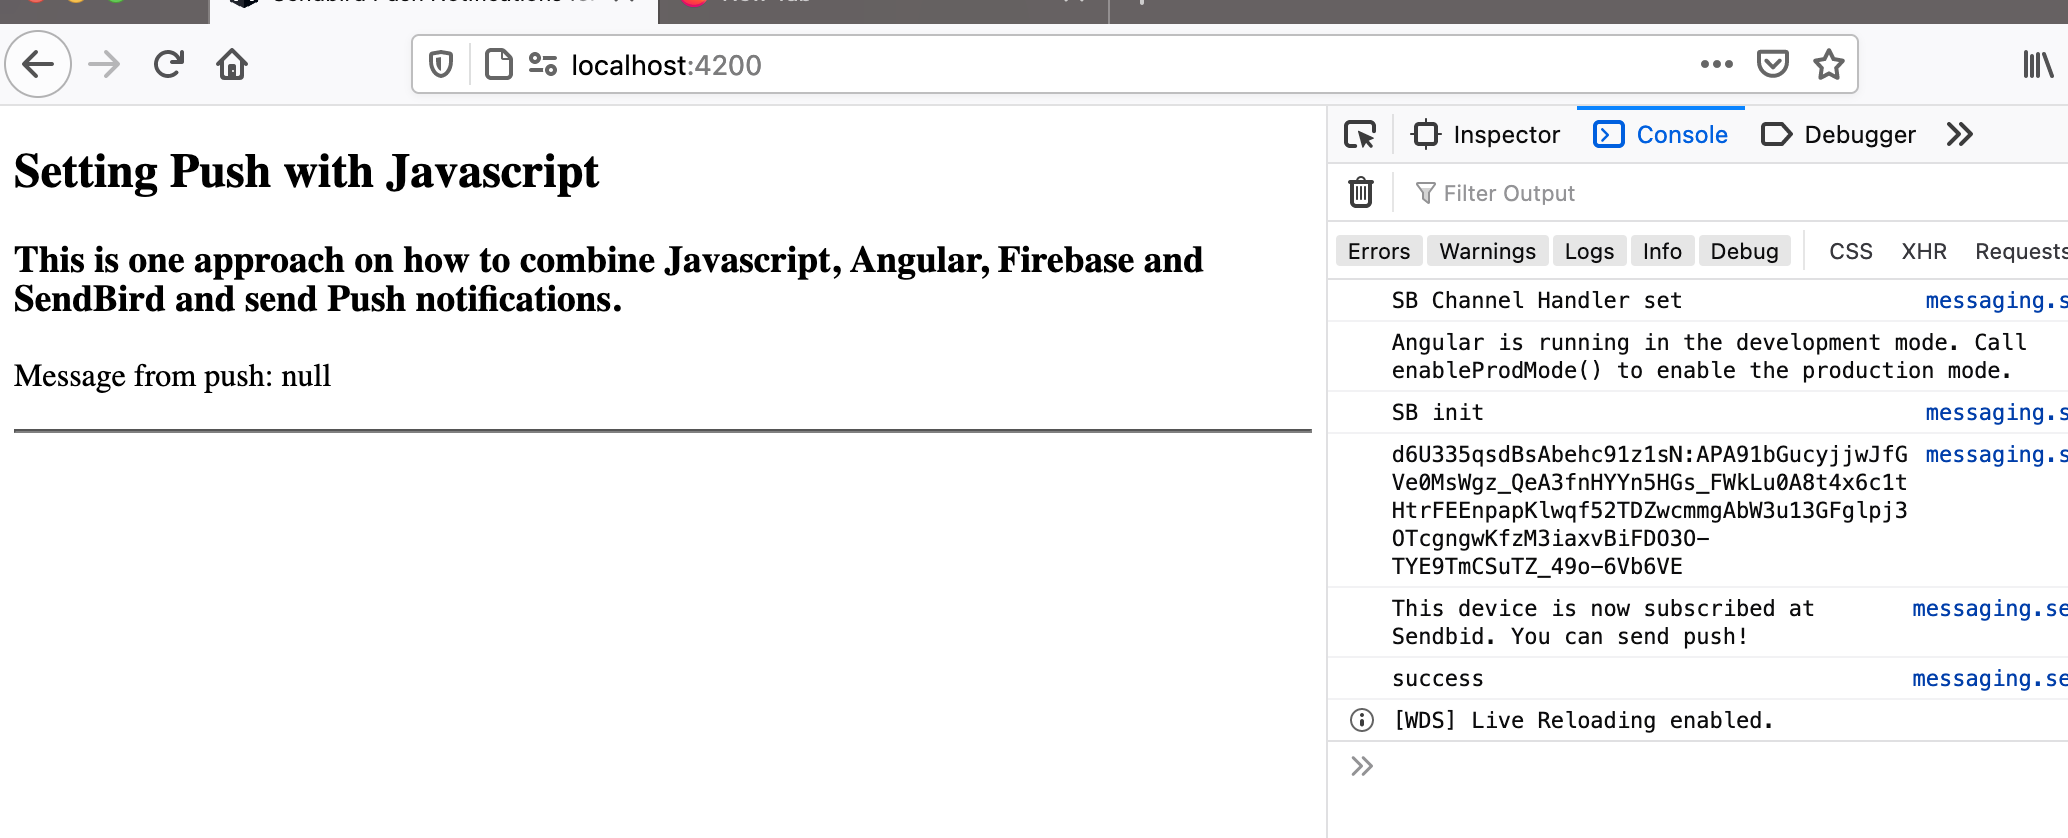 localhost:4200
Setting Push with Javascript
This is one approach on how to combine Javascript, Angular, Firebase and
SendBird and send Push notifications.
Message from push: null
Inspector
Console
Debugger
Filter Output
Errors
Warnings
Logs
Info
Debug
CSS
XHR
Requests
SB Channel Handler set messaging.s
Angular is running in the development mode. Call
enableProdMode() to enable the production mode.
SB init messaging.s
d6U335qsdBsAbehc91z1sN:APA91bGucyjjwJfG messaging.s
Ve0MsWgz_QeA3fnHYYn5HGs_FWkLu0A8t4x6c1t
HtrFEEnpapKlwqf52TDZwcmmgAbW3u13GFglpj3
OTcgngwKfzM3iaxvBiFDO3O-
TYE9TmCSuTZ_49o-6Vb6VE
This device is now subscribed at messaging.se
Sendbid. You can send push!
success messaging.se
[WDS] Live Reloading enabled.